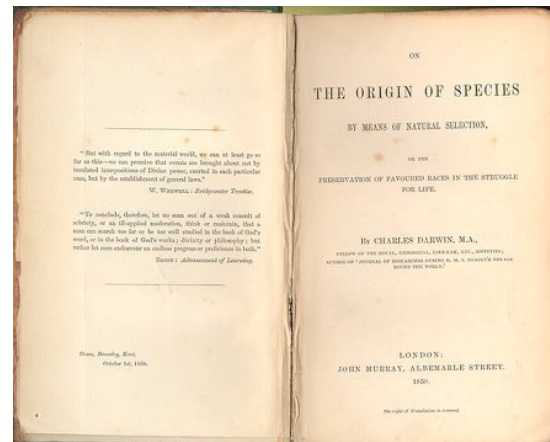 "But with regard to the material world, we can at least go so
far as this—we can perceive that events are brought about not by
insulated interpositions of Divine power, exerted in each particular
case, but by the establishment of general laws."
W. Whewell: Bridgewater Treatise.
"To conclude, therefore, let no man out of a weak conceit of
sobriety, or an ill-applied moderation, think or maintain, that a
man can search too far or be too well studied in the book of God's
word, or in the book of God's works; divinity or philosophy; but
rather let men endeavour an endless progress or proficience in both."
Bacon: Advancement of Learning.
Down, Bromley, Kent,
October 1st, 1859.
ON
THE ORIGIN OF SPECIES
BY MEANS OF NATURAL SELECTION,
OR THE
PRESERVATION OF FAVOURED RACES IN THE STRUGGLE
FOR LIFE.
By CHARLES DARWIN, M.A.,
FELLOW OF THE ROYAL, GEOLOGICAL, LINNÆAN, ETC., SOCIETIES;
AUTHOR OF 'JOURNAL OF RESEARCHES DURING H. M. S. BEAGLE'S VOYAGE
ROUND THE WORLD.'
LONDON:
JOHN MURRAY, ALBEMARLE STREET.
1859.
The right of Translation is reserved.